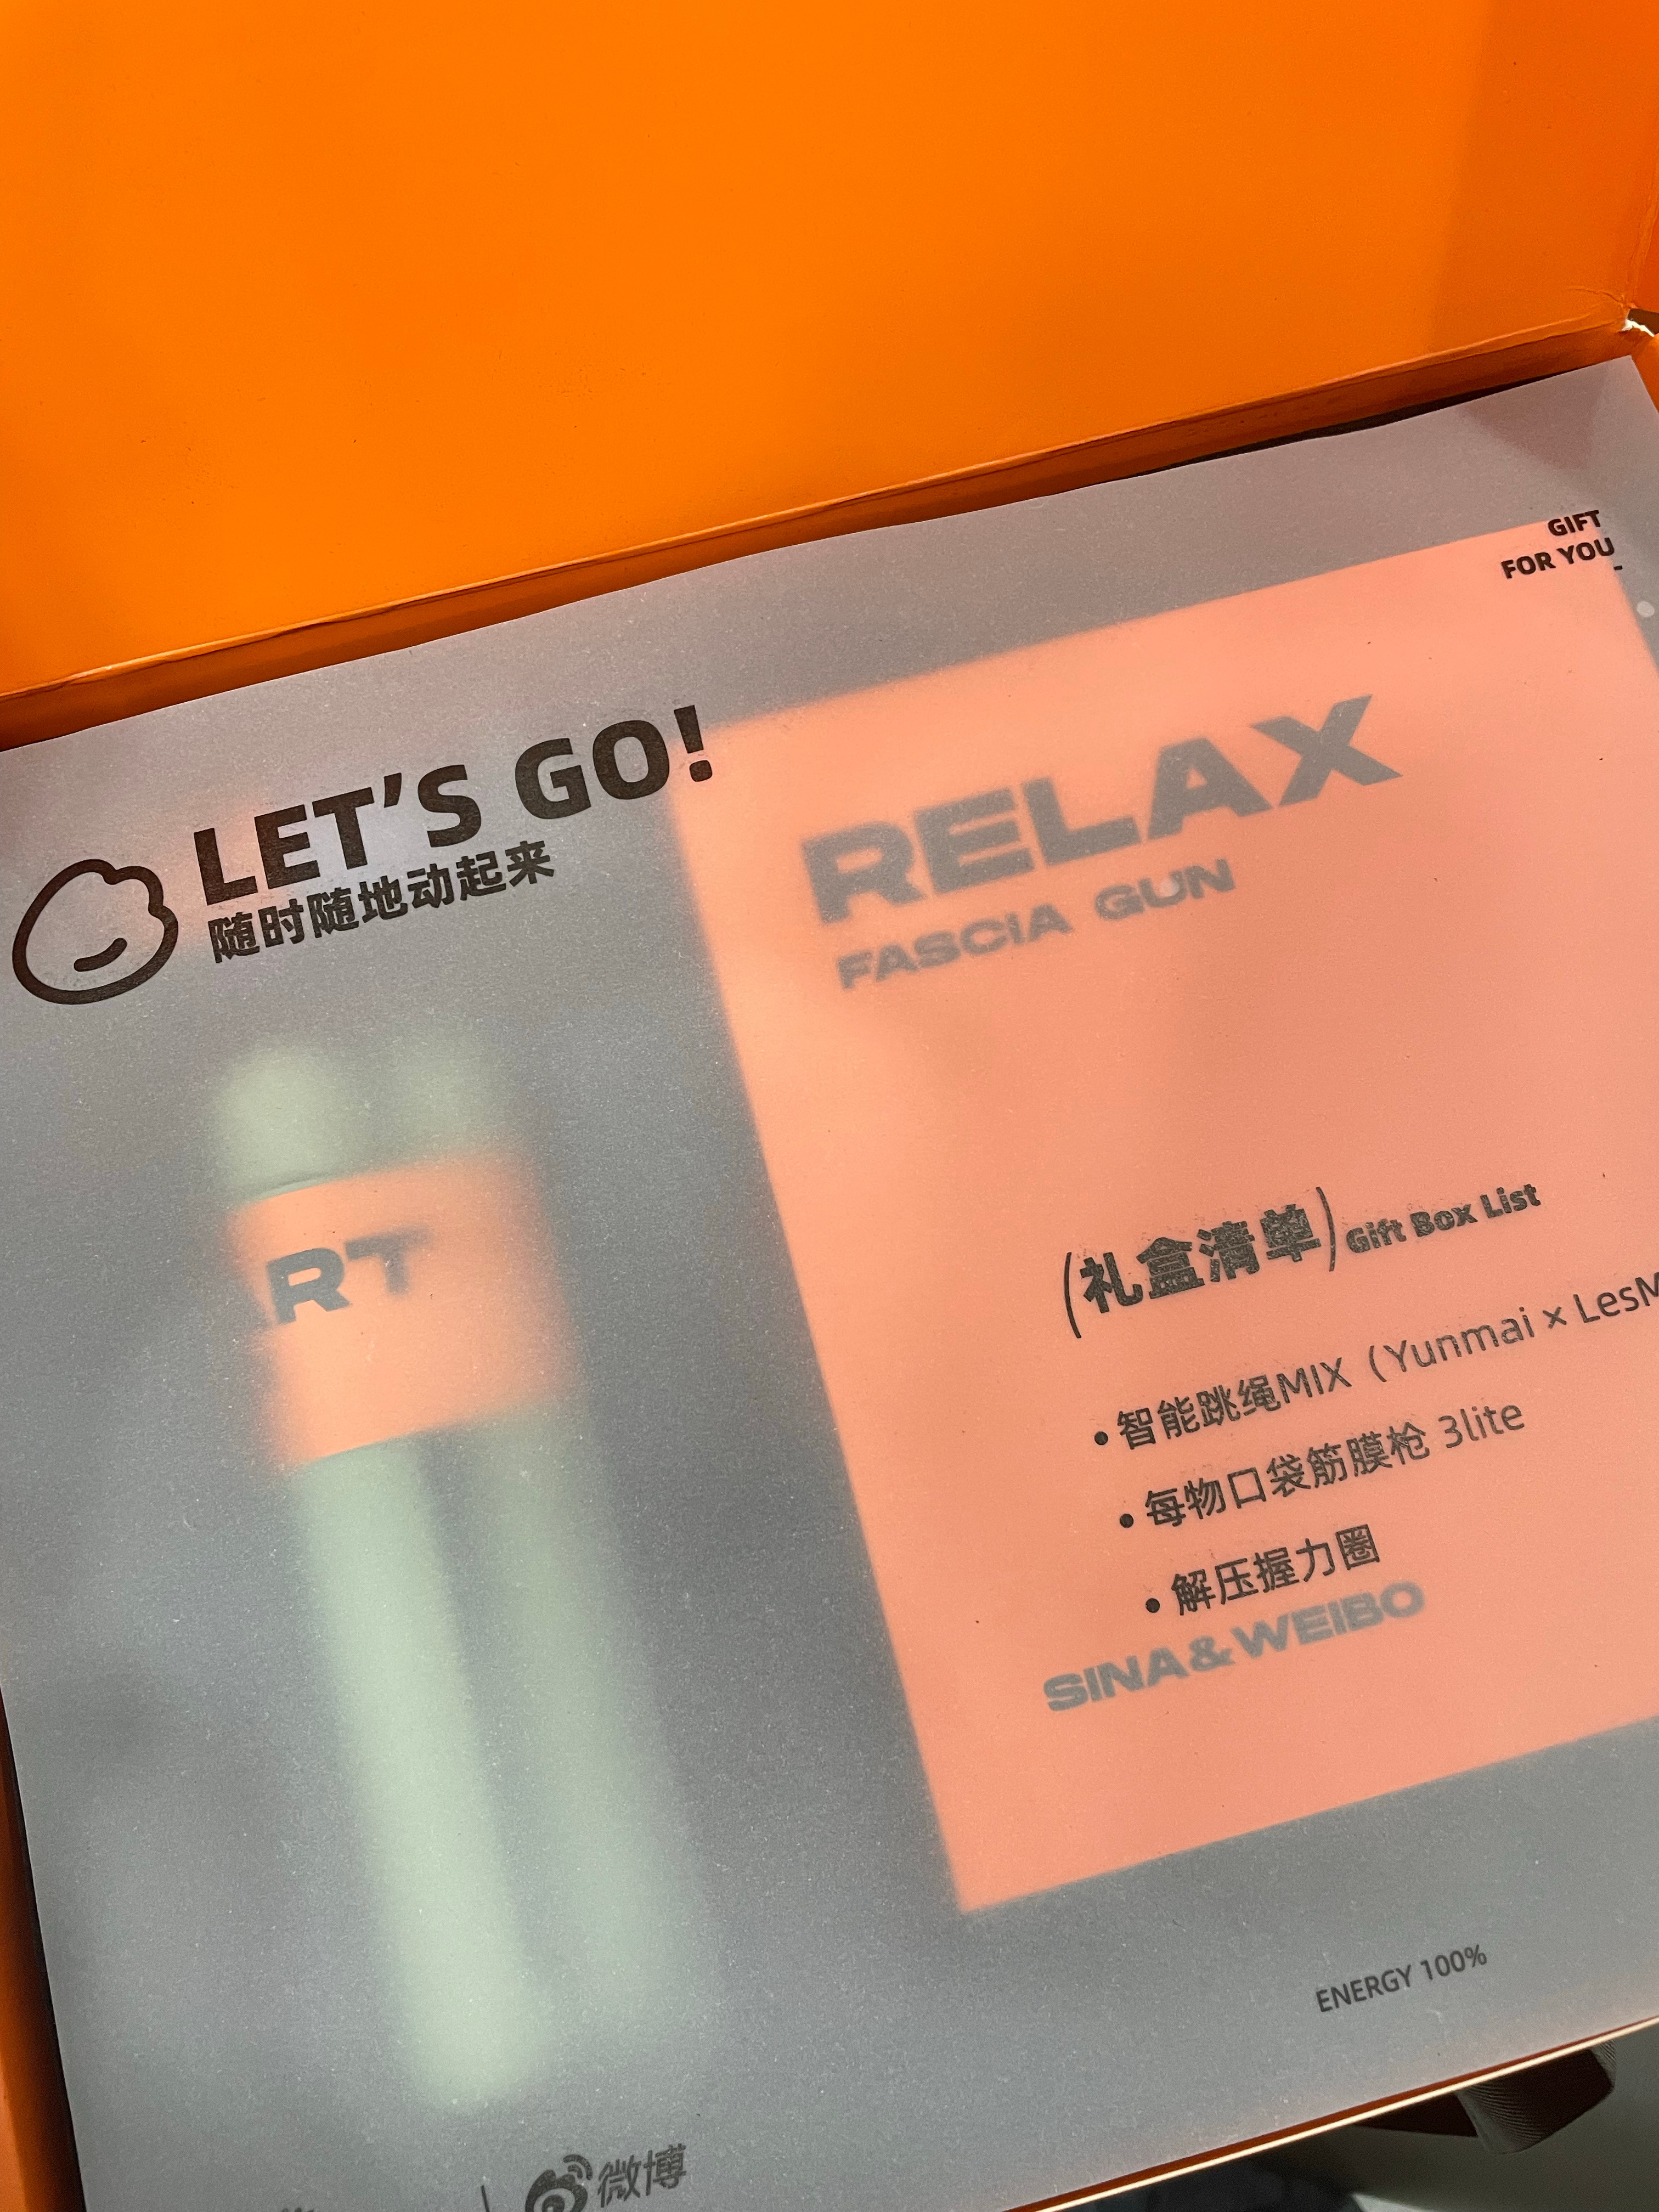 GIFT
FOR YOU
LET'S GO!
随时随地动起来
RELAX
FASCIA GUN
RT
(礼盒清单) Gift Box List
• 智能跳绳MIX（Yunmai × LesM
• 每物口袋筋膜枪 3lite
• 解压握力圈
SINA&WEIBO
ENERGY 100%
微博